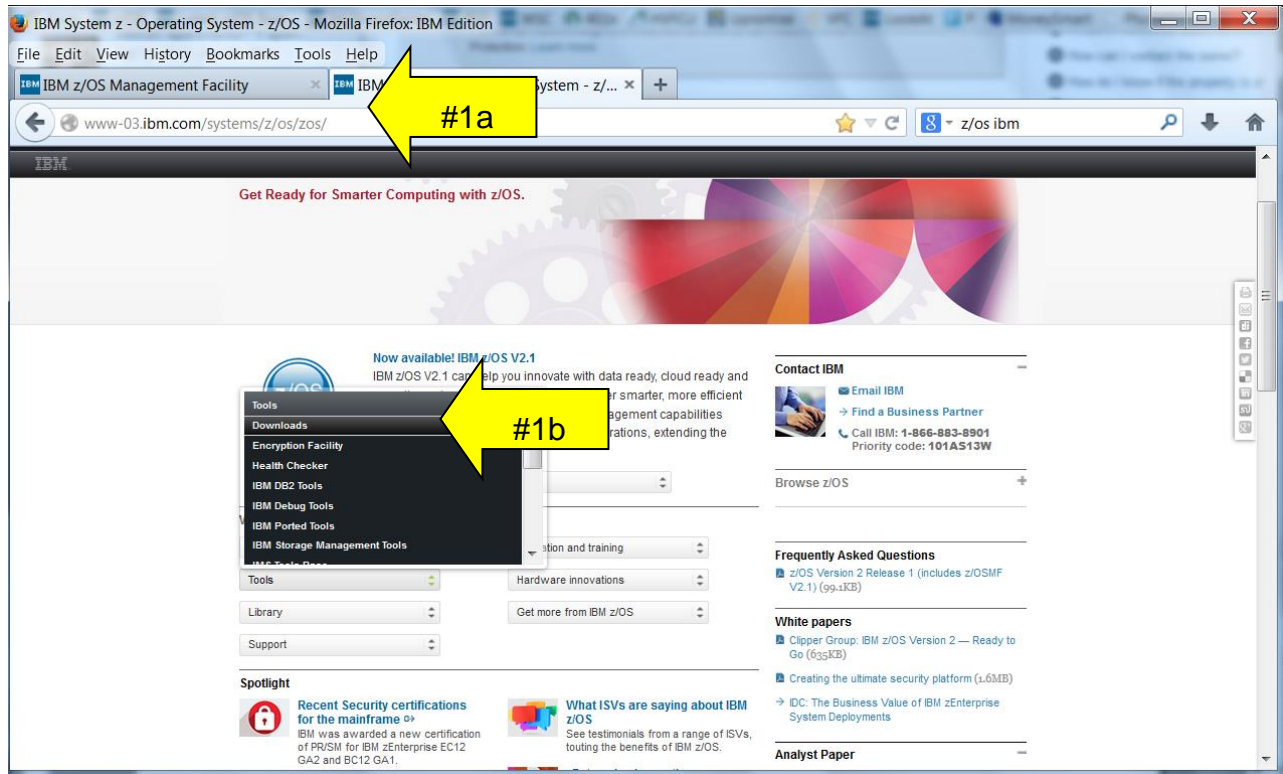 IBM System z - Operating System - z/OS - Mozilla Firefox: IBM Edition
File Edit View History Bookmarks Tools Help
IBM z/OS Management Facility
IBM
ystem - z/...
#1a
www-03.ibm.com/systems/z/os/zos/
z/os ibm
IBM
Get Ready for Smarter Computing with z/OS.
Now available! IBM z/OS V2.1
IBM z/OS V2.1 can help you innovate with data ready, cloud ready and
smarter, more efficient
agement capabilities
rations, extending the
#1b
Tools
Downloads
Encryption Facility
Health Checker
IBM DB2 Tools
IBM Debug Tools
IBM Ported Tools
IBM Storage Management Tools
IMS Tools Page
ation and training
Tools
Hardware innovations
Library
Get more from IBM z/OS
Support
Spotlight
Recent Security certifications
for the mainframe
IBM was awarded a new certification
of PR/SM for IBM zEnterprise EC12
GA2 and BC12 GA1.
What ISVs are saying about IBM
z/OS
See testimonials from a range of ISVs,
touting the benefits of IBM z/OS.
Contact IBM
Email IBM
→ Find a Business Partner
Call IBM: 1-866-883-8901
Priority code: 101AS13W
Browse z/OS
Frequently Asked Questions
z/OS Version 2 Release 1 (includes z/OSMF
V2.1) (99.1KB)
White papers
Clipper Group: IBM z/OS Version 2 — Ready to
Go (635KB)
Creating the ultimate security platform (1.6MB)
→ IDC: The Business Value of IBM zEnterprise
System Deployments
Analyst Paper